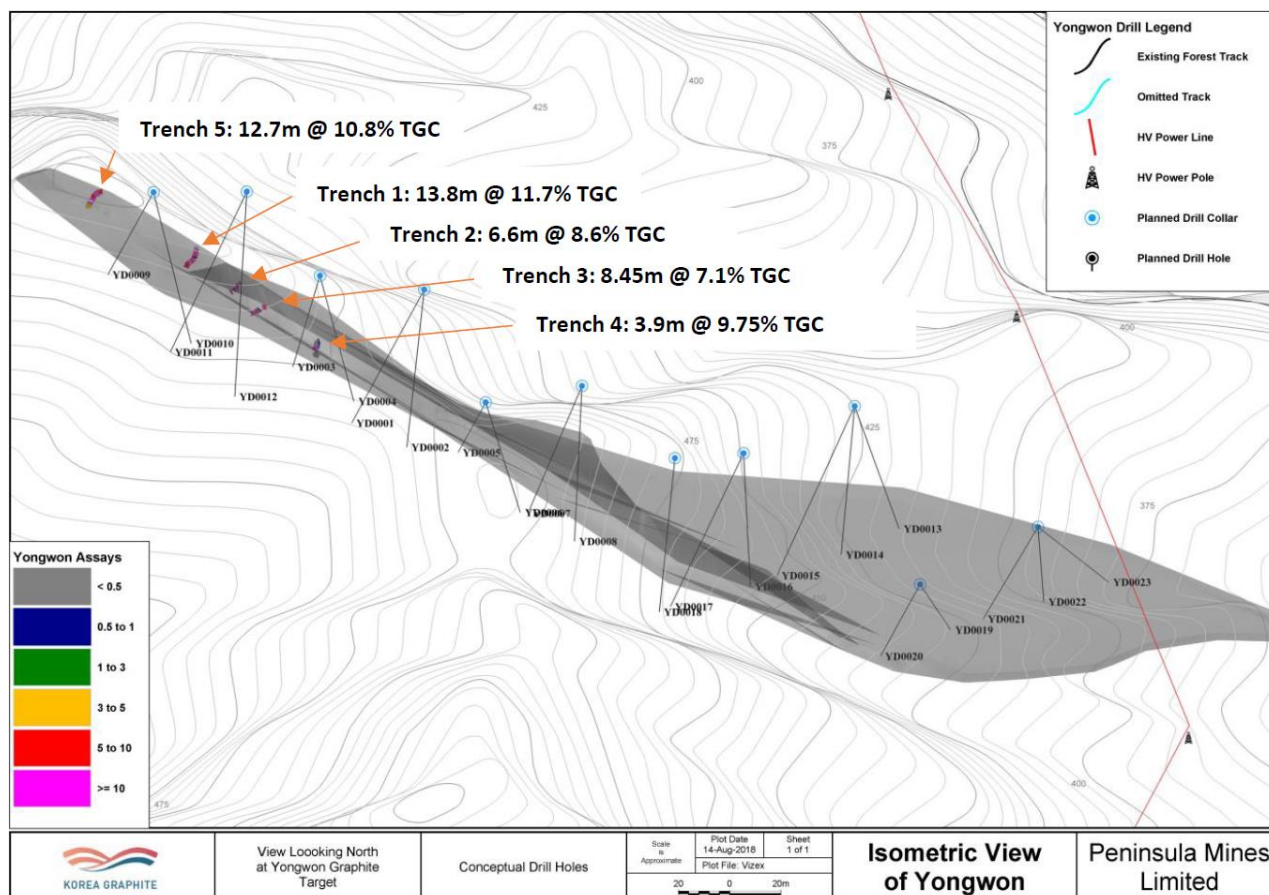 Yongwon Drill Legend
Existing Forest Track
Omitted Track
HV Power Line
HV Power Pole
Planned Drill Collar
Planned Drill Hole
400
425
375
Trench 5: 12.7m @ 10.8% TGC
Trench 1: 13.8m @ 11.7% TGC
Trench 2: 6.6m @ 8.6% TGC
Trench 3: 8.45m @ 7.1% TGC
Trench 4: 3.9m @ 9.75% TGC
YD0009
YD0010
YD0011
YD0003
YD0012
YD0004
YD0001
YD0002
YD0005
400
425
475
375
YD0006
YD0007
YD0008
YD0013
YD0014
YD0015
YD0016
YD0017
YD0018
YD0023
YD0022
YD0021
YD0019
YD0020
400
475
Yongwon Assays
< 0.5
0.5 to 1
1 to 3
3 to 5
5 to 10
>= 10
KOREA GRAPHITE
View Loooking North
at Yongwon Graphite
Target
Conceptual Drill Holes
Scale
is
Approximate
Plot Date
14-Aug-2018
Sheet
1 of 1
Plot File: Vizex
20 0 20m
Isometric View
of Yongwon
Peninsula Mines
Limited